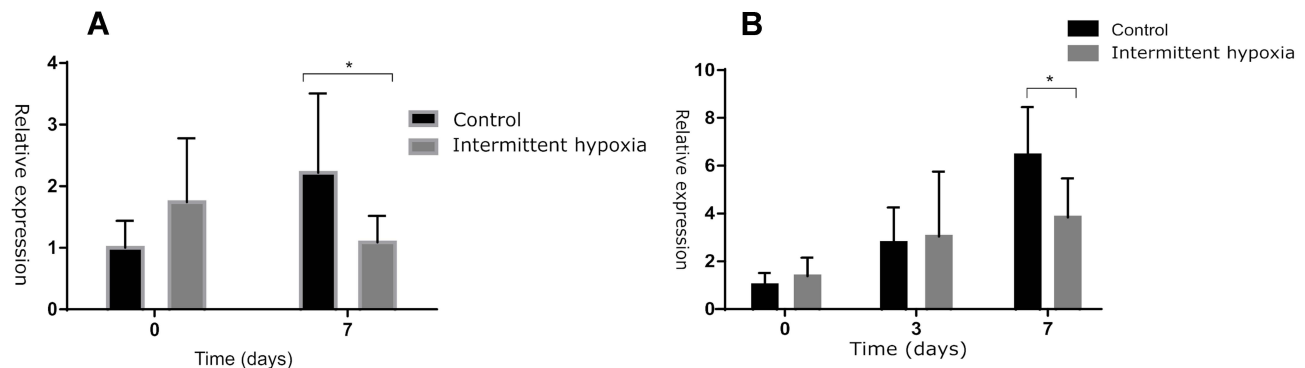 A
4
3
2
1
0
Relative expression
*
0
7
Time (days)
Control
Intermittent hypoxia
B
10
8
6
4
2
0
Relative expression
*
0
3
7
Time (days)
Control
Intermittent hypoxia